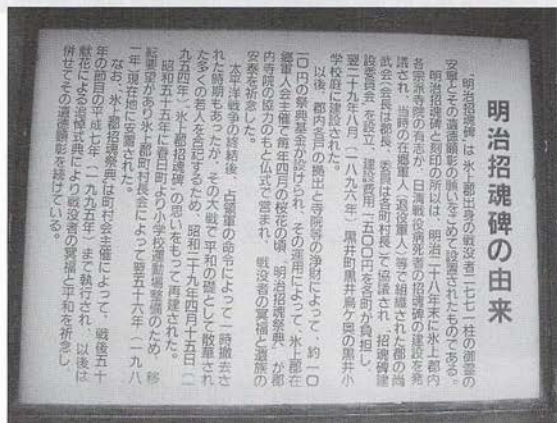 明治招魂碑の由来
「明治招魂碑」は氷上郡出身の戦没者二七七一柱の御霊の
安寧とその遺徳顕彰の願いをこめて設置されたものである。
明治招魂碑と刻印の所以は、明治二十八年末に氷上郡内
各宗派寺院の有志が、日清戦役病死者の招魂碑の建設を発
議され、当時の在郷軍人（退役軍人）等で組織された郡の尚
武会（会長は郡長、委員は各町村長）で協議され、招魂碑建
設委員会」を設立、建設費用一五〇〇円を各町が負担し、
翌二十九年八月（一八九六年）、黒井町黒井鳥ケ岡の黒井小
学校庭に建設された。
以後、郡内各戸の拠出と寺院等の浄財によって、約一〇
〇円の祭典基金が設けられ、その運用によって、氷上郡在
郷軍人会主催で毎年四月の桜花の頃、「明治招魂祭典」が郡
内寺院の協力のもと仏式で営まれ、戦没者の冥福と遺族の
安泰を祈念した。
太平洋戦争の終結後、占領軍の命令によって一時撤去さ
れた時期もあったが、その大戦で平和の礎として散華され
た多くの若人を合記するため、昭和二十九年四月十五日（一
九五四年）、「氷上郡招魂碑」の思いをもって再建された。
昭和五十五年に春日町より小学校運動場整備のため、移
転要望があり氷上郡町村長会によって翌五十六年（一九八
一年）現在地に安置された。
なお、氷上郡招魂祭典は町村会主催によって、戦後五十
年の節目の平成七年（一九九五年）まで執行され、以後は
献花による追悼式典により戦没者の冥福と平和を祈念し、
併せてその遺徳顕彰を続けている。